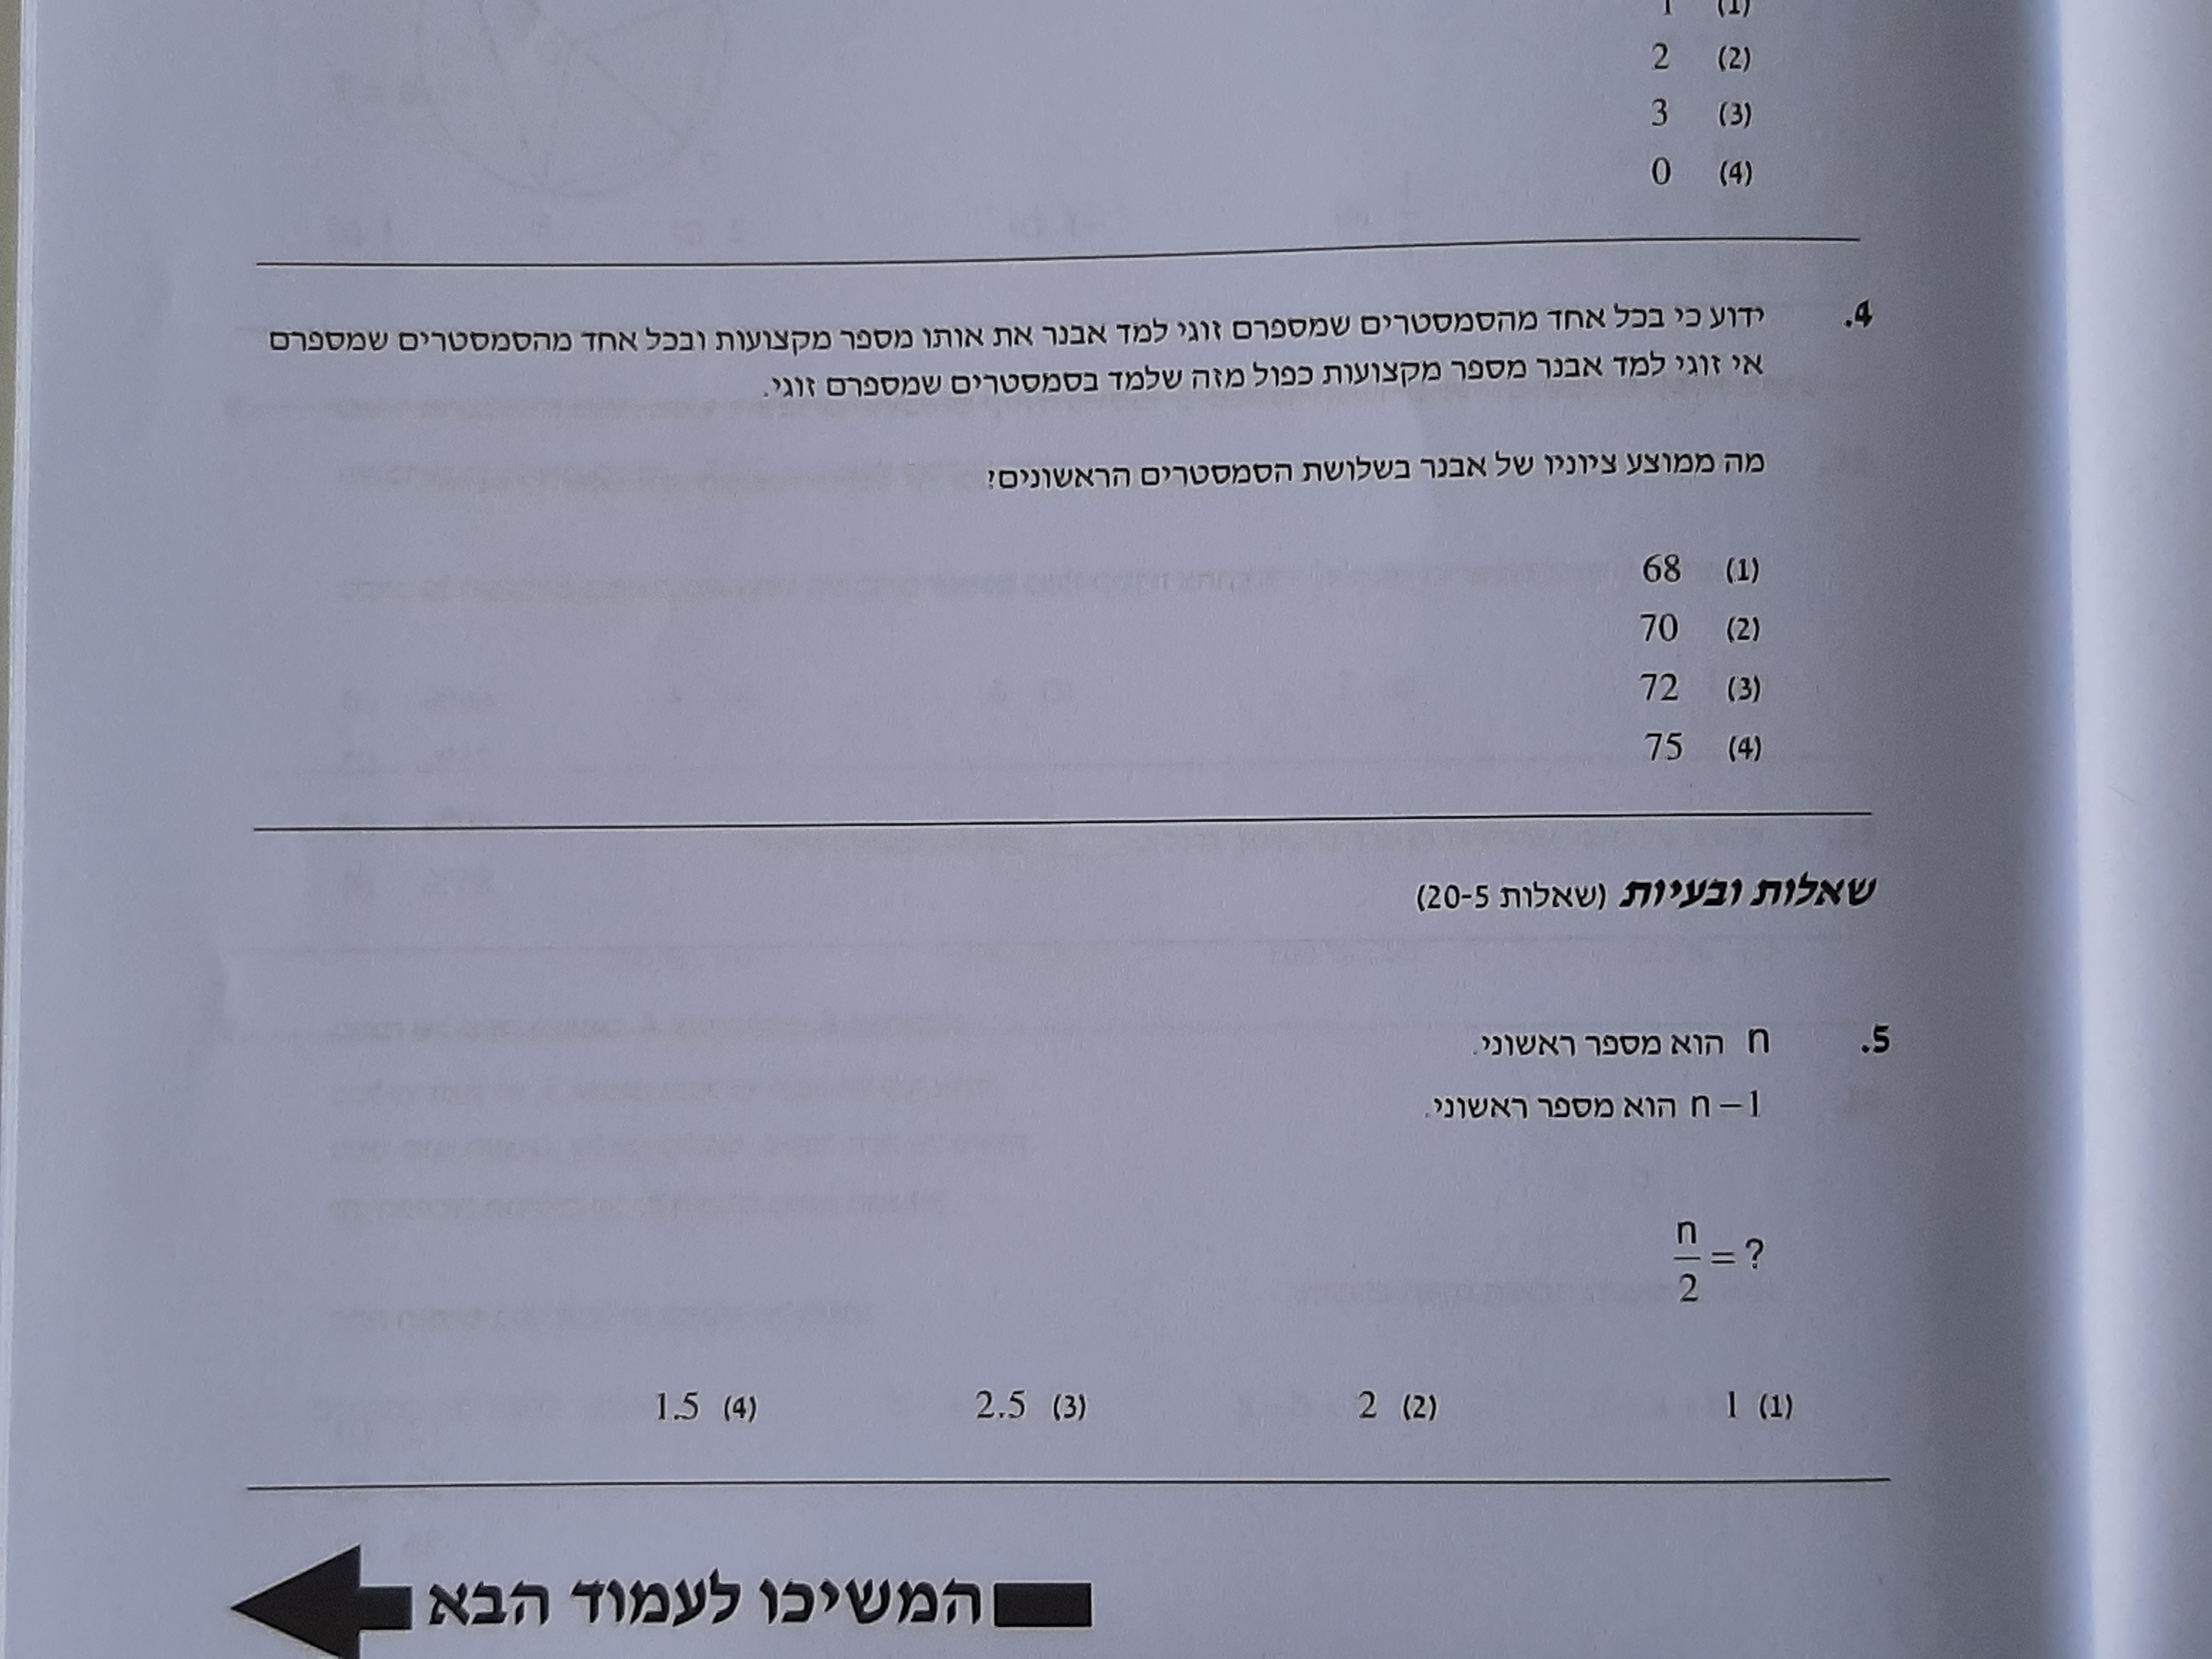 (1) 1
(2) 2
(3) 3
(4) 0
4. ידוע כי בכל אחד מהסמסטרים שמספרם זוגי למד אבנר את אותו מספר מקצועות ובכל אחד מהסמסטרים שמספרם
אי זוגי למד אבנר מספר מקצועות כפול מזה שלמד בסמסטרים שמספרם זוגי.
מה ממוצע ציוניו של אבנר בשלושת הסמסטרים הראשונים?
(1) 68
(2) 70
(3) 72
(4) 75
שאלות ובעיות (שאלות 20-5)
5. n הוא מספר ראשוני.
n – 1 הוא מספר ראשוני.
n/2 = ?
(1) 1 (2) 2 (3) 2.5 (4) 1.5
המשיכו לעמוד הבא